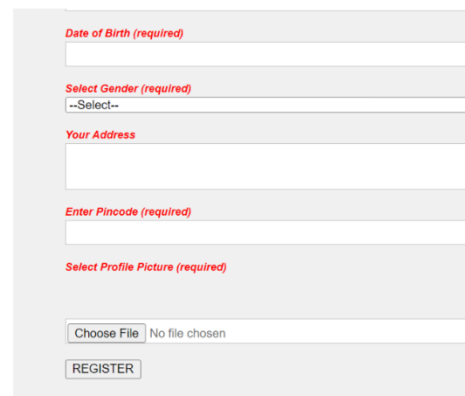 Date of Birth (required)
Select Gender (required)
--Select--
Your Address
Enter Pincode (required)
Select Profile Picture (required)
Choose File No file chosen
REGISTER